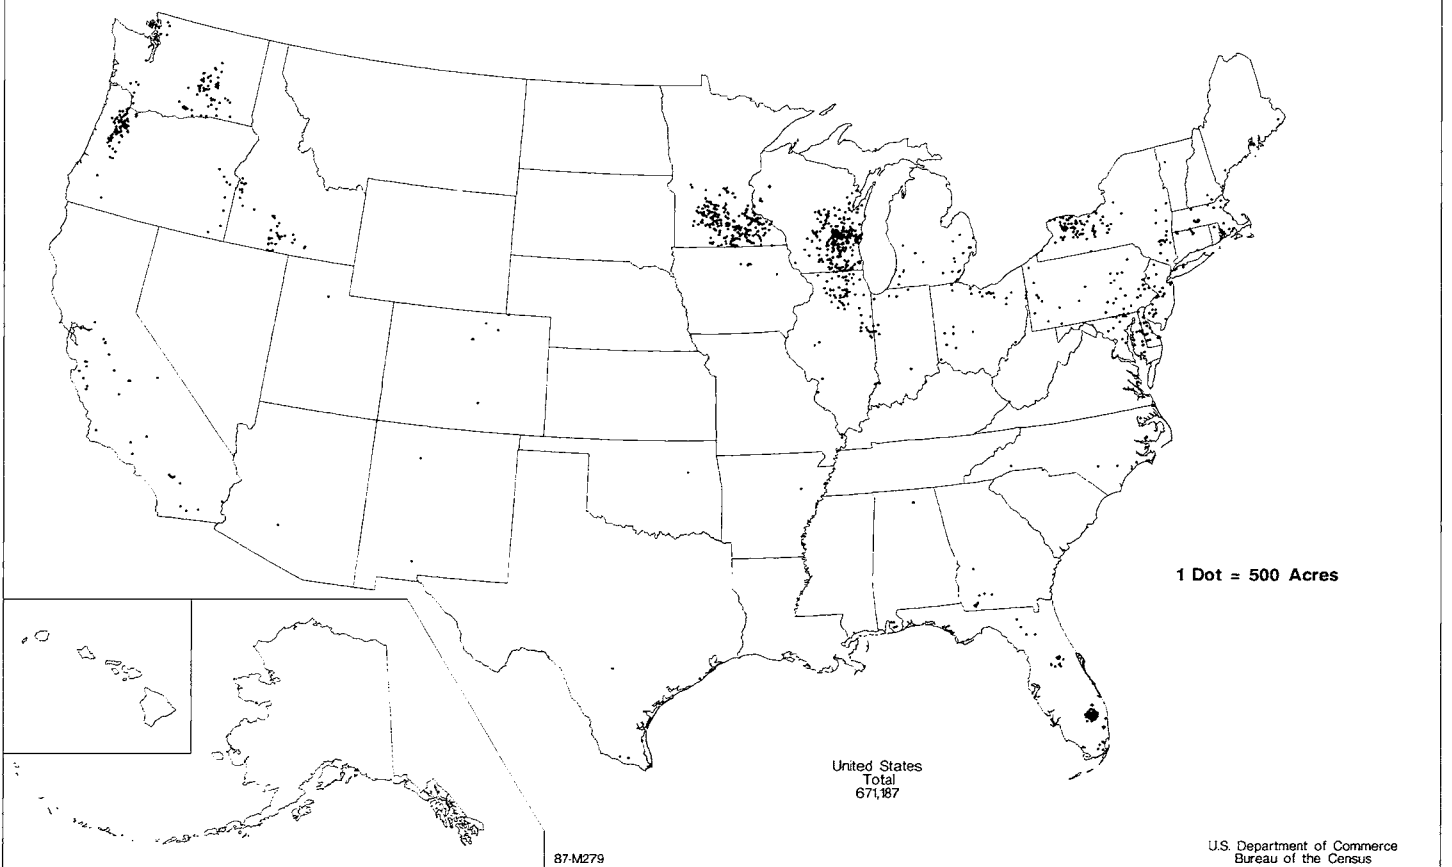 1 Dot = 500 Acres
United States
Total
671,187
87-M279
U.S. Department of Commerce
Bureau of the Census